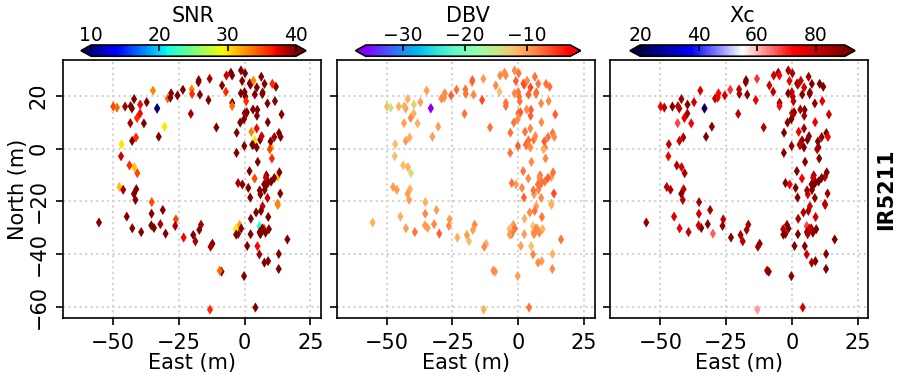 SNR DBV Xc
10 20 30 40 −30 −20 −10 20 40 60 80
20
0
−20
−40
−60
North (m)
IR5211
−50 −25 0 25 −50 −25 0 25 −50 −25 0 25
East (m) East (m) East (m)